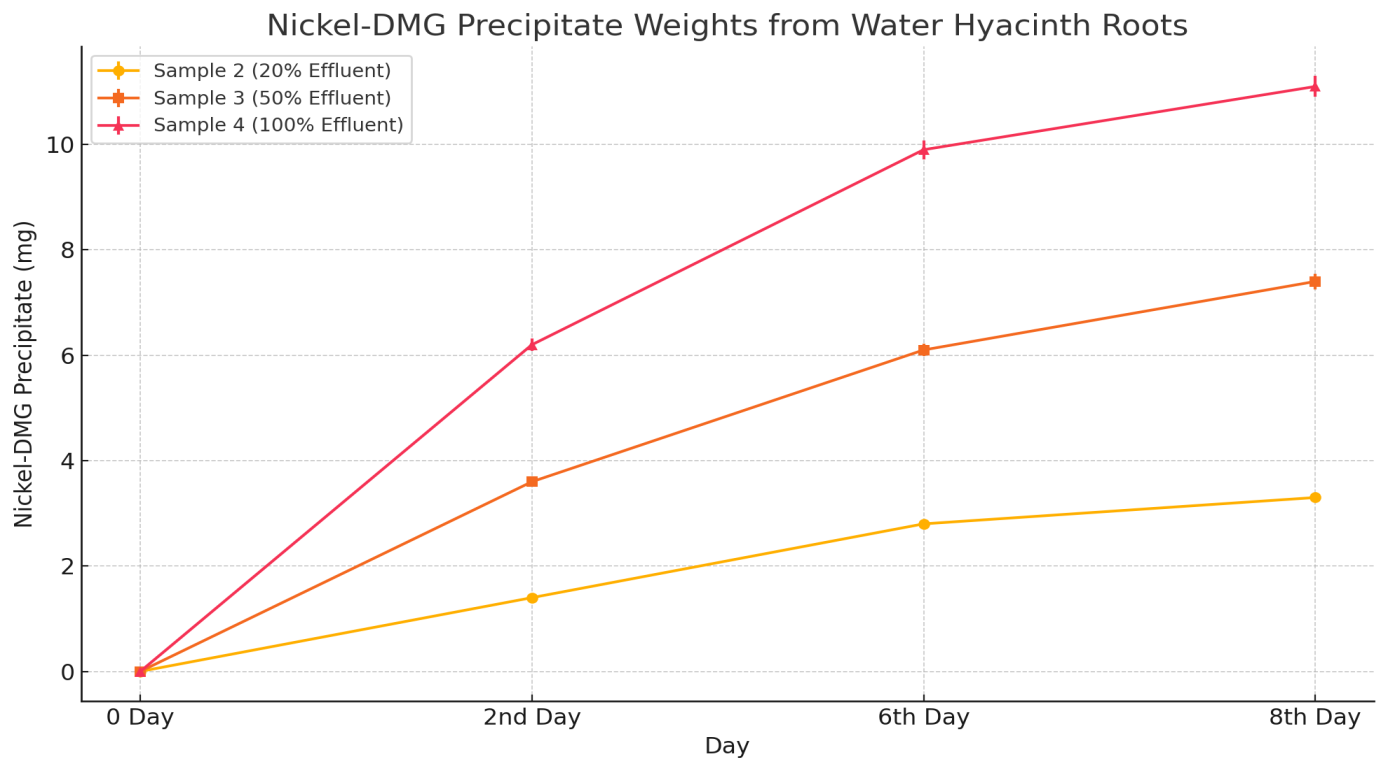 Nickel-DMG Precipitate Weights from Water Hyacinth Roots
Sample 2 (20% Effluent)
Sample 3 (50% Effluent)
Sample 4 (100% Effluent)
Nickel-DMG Precipitate (mg)
10
8
6
4
2
0
0 Day
2nd Day
6th Day
8th Day
Day